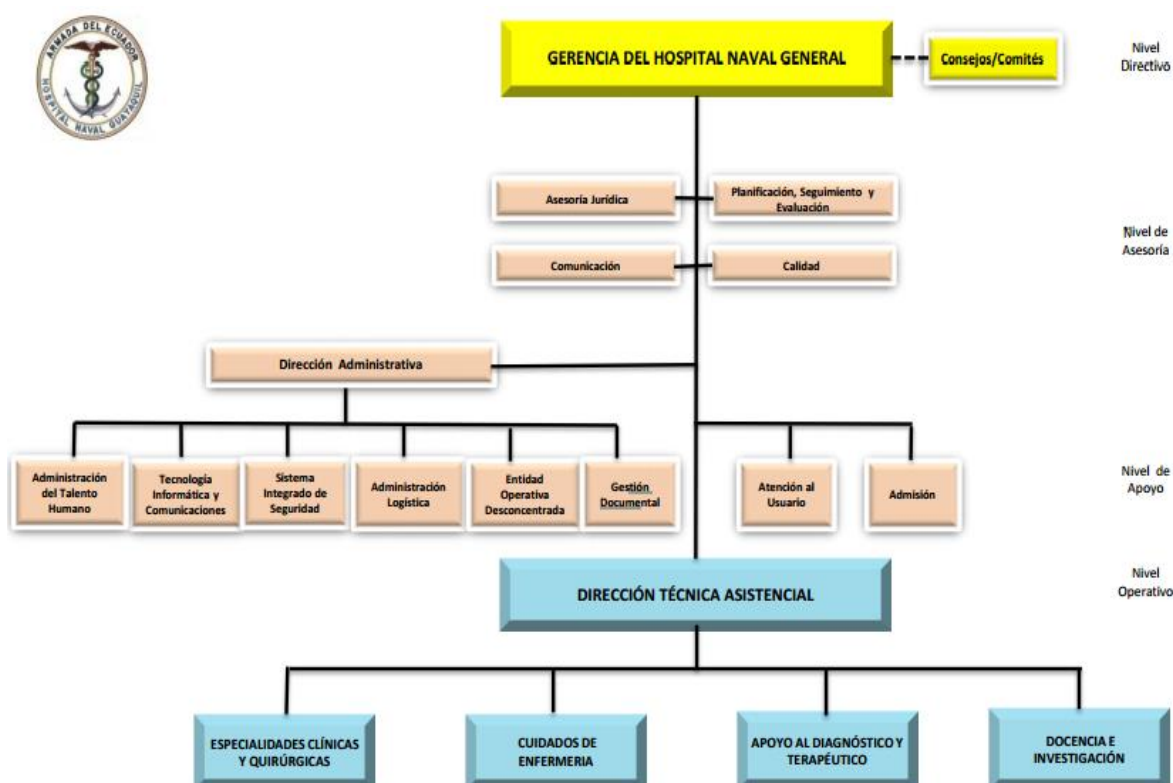 ARMADA DEL ECUADOR
HOSPITAL NAVAL GUAYAQUIL
GERENCIA DEL HOSPITAL NAVAL GENERAL
Consejos/Comités
Nivel
Directivo
Asesoría Jurídica
Planificación, Seguimiento y
Evaluación
Comunicación
Calidad
Nivel de
Asesoría
Dirección Administrativa
Administración
del Talento
Humano
Tecnología
Informática y
Comunicaciones
Sistema
Integrado de
Seguridad
Administración
Logística
Entidad
Operativa
Desconcentrada
Gestión
Documental
Atención al
Usuario
Admisión
Nivel de
Apoyo
DIRECCIÓN TÉCNICA ASISTENCIAL
Nivel
Operativo
ESPECIALIDADES CLÍNICAS
Y QUIRÚRGICAS
CUIDADOS DE
ENFERMERIA
APOYO AL DIAGNÓSTICO Y
TERAPÉUTICO
DOCENCIA E
INVESTIGACIÓN